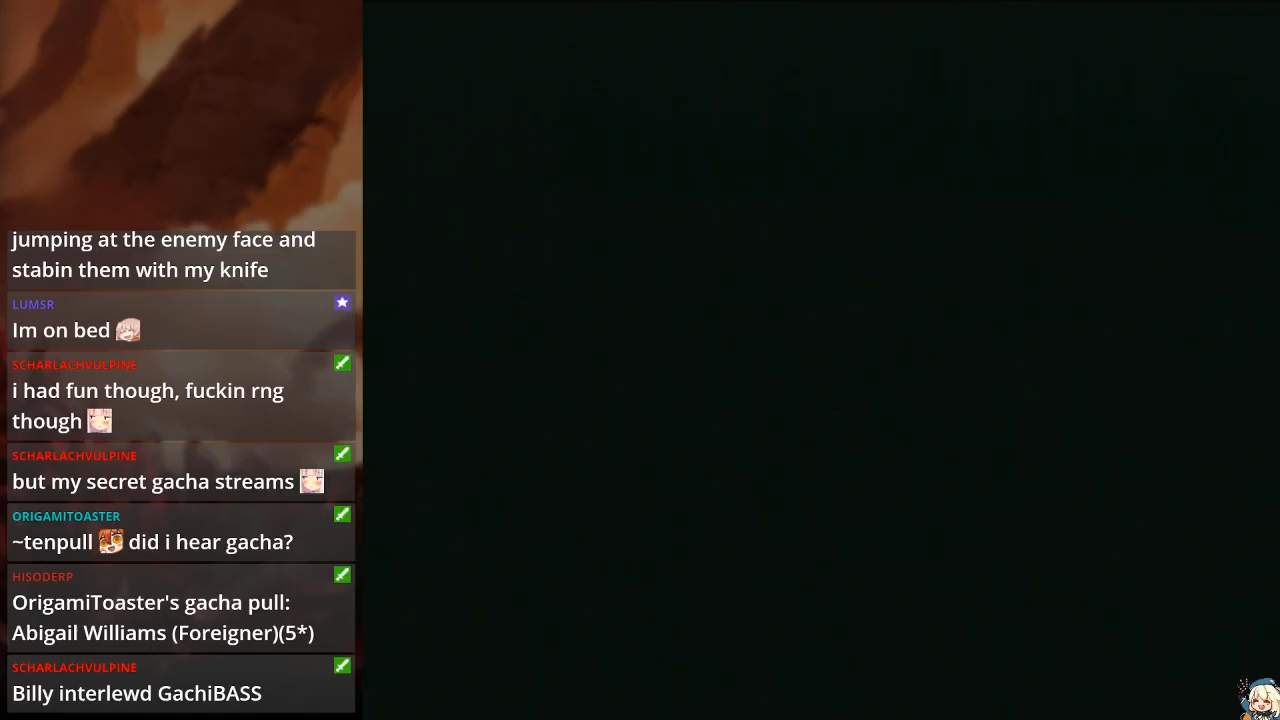 jumping at the enemy face and
stabin them with my knife
LUMSR
Im on bed
SCHARLACHVULPINE
i had fun though, fuckin rng
though
SCHARLACHVULPINE
but my secret gacha streams
ORIGAMITOASTER
~tenpull did i hear gacha?
HISODERP
OrigamiToaster's gacha pull:
Abigail Williams (Foreigner)(5*)
SCHARLACHVULPINE
Billy interlewd GachiBASS